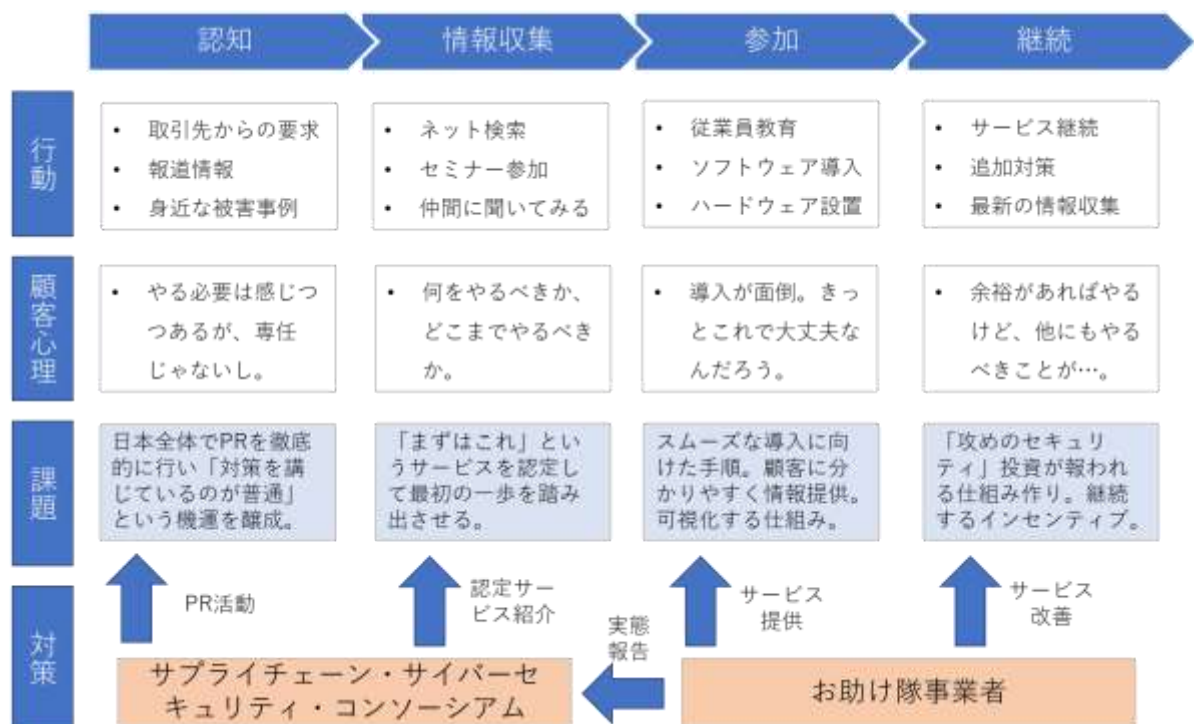 認知
情報収集
参加
継続
行動
• 取引先からの要求
• 報道情報
• 身近な被害事例
• ネット検索
• セミナー参加
• 仲間に聞いてみる
• 従業員教育
• ソフトウェア導入
• ハードウェア設置
• サービス継続
• 追加対策
• 最新の情報収集
顧客心理
• やる必要は感じつ
つあるが、専任
じゃないし。
• 何をやるべきか、
どこまでやるべき
か。
• 導入が面倒。きっ
とこれで大丈夫な
んだろう。
• 余裕があればやる
けど、他にもやる
べきことが…。
課題
日本全体でPRを徹底
的に行い「対策を講
じているのが普通」
という機運を醸成。
「まずはこれ」とい
うサービスを認定し
て最初の一歩を踏み
出させる。
スムーズな導入に向
けた手順。顧客に分
かりやすく情報提供。
可視化する仕組み。
「攻めのセキュリ
ティ」投資が報われ
る仕組み作り。継続
するインセンティブ。
対策
PR活動
認定サー
ビス紹介
サービス
提供
サービス
改善
実態
報告
サプライチェーン・サイバーセ
キュリティ・コンソーシアム
お助け隊事業者